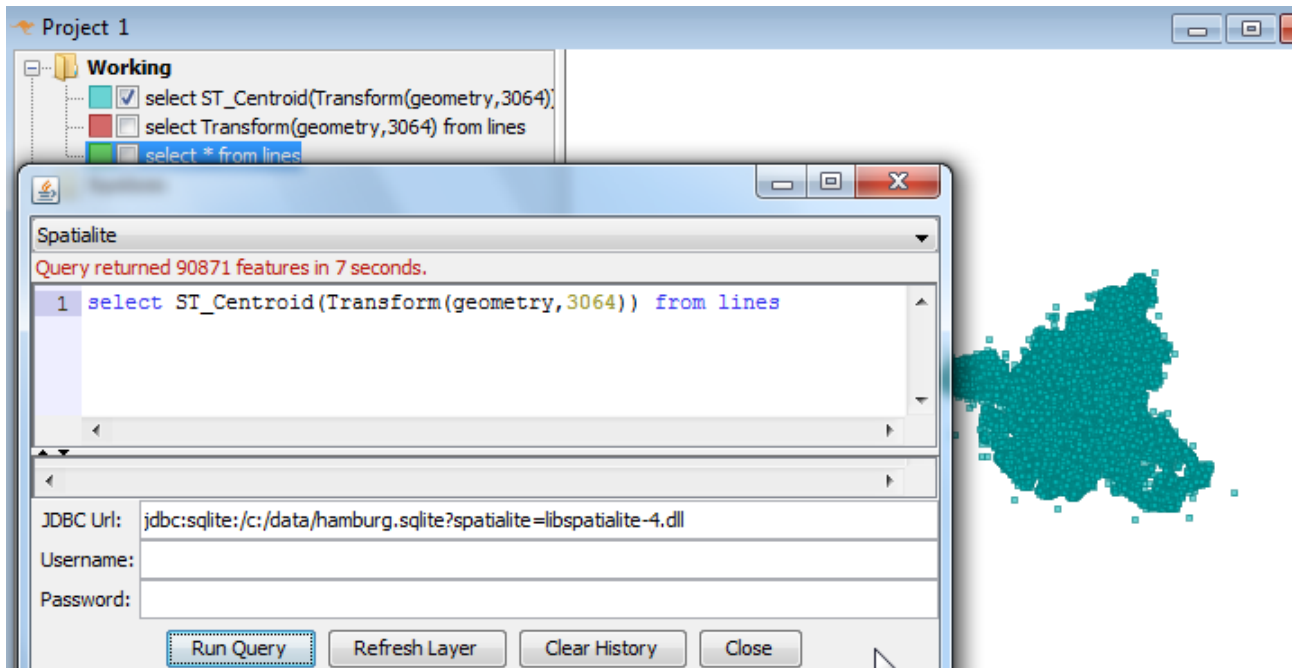 Project 1
Working
select ST_Centroid(Transform(geometry,3064))
select Transform(geometry,3064) from lines
select * from lines
Spatialite
Query returned 90871 features in 7 seconds.
1 select ST_Centroid(Transform(geometry,3064)) from lines
JDBC Url: jdbc:sqlite:/c:/data/hamburg.sqlite?spatialite=libspatialite-4.dll
Username:
Password:
Run Query Refresh Layer Clear History Close